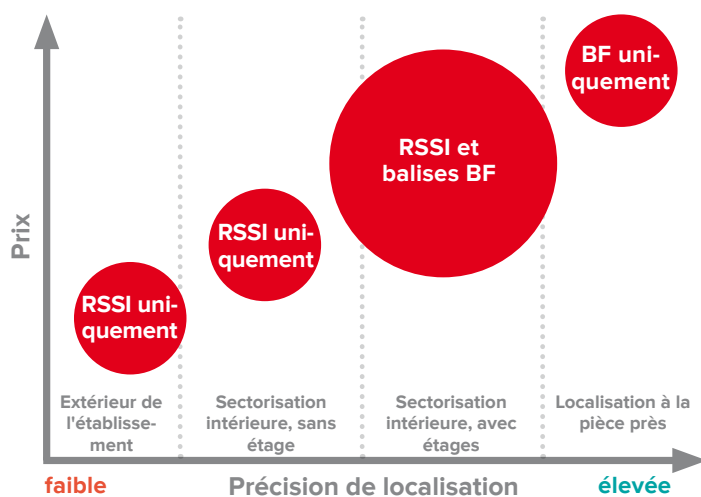 BF uni-
quement
RSSI et
balises BF
RSSI uni-
quement
RSSI uni-
quement
Prix
Extérieur de
l'établisse-
ment
Sectorisation
intérieure, sans
étage
Sectorisation
intérieure, avec
étages
Localisation à la
pièce près
faible
Précision de localisation
élevée